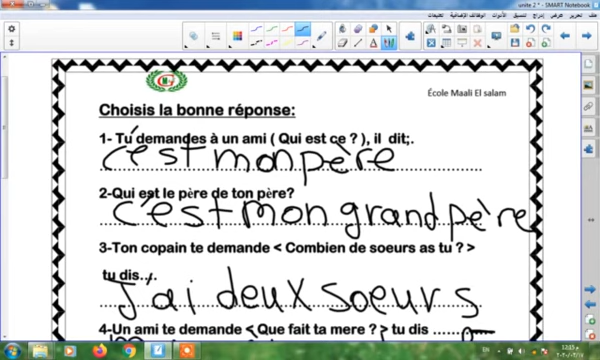 unite 2 * - SMART Notebook
École Maali El salam
Choisis la bonne réponse:
1- Tu demandes à un ami ( Qui est ce ? ), il dit;.
c'est mon père
2-Qui est le père de ton père?
c'est mon grand père
3-Ton copain te demande < Combien de soeurs as tu ? >
tu dis...
J'ai deux soeurs
4-Un ami te demande < Que fait ta mere ? > tu dis ......
EN